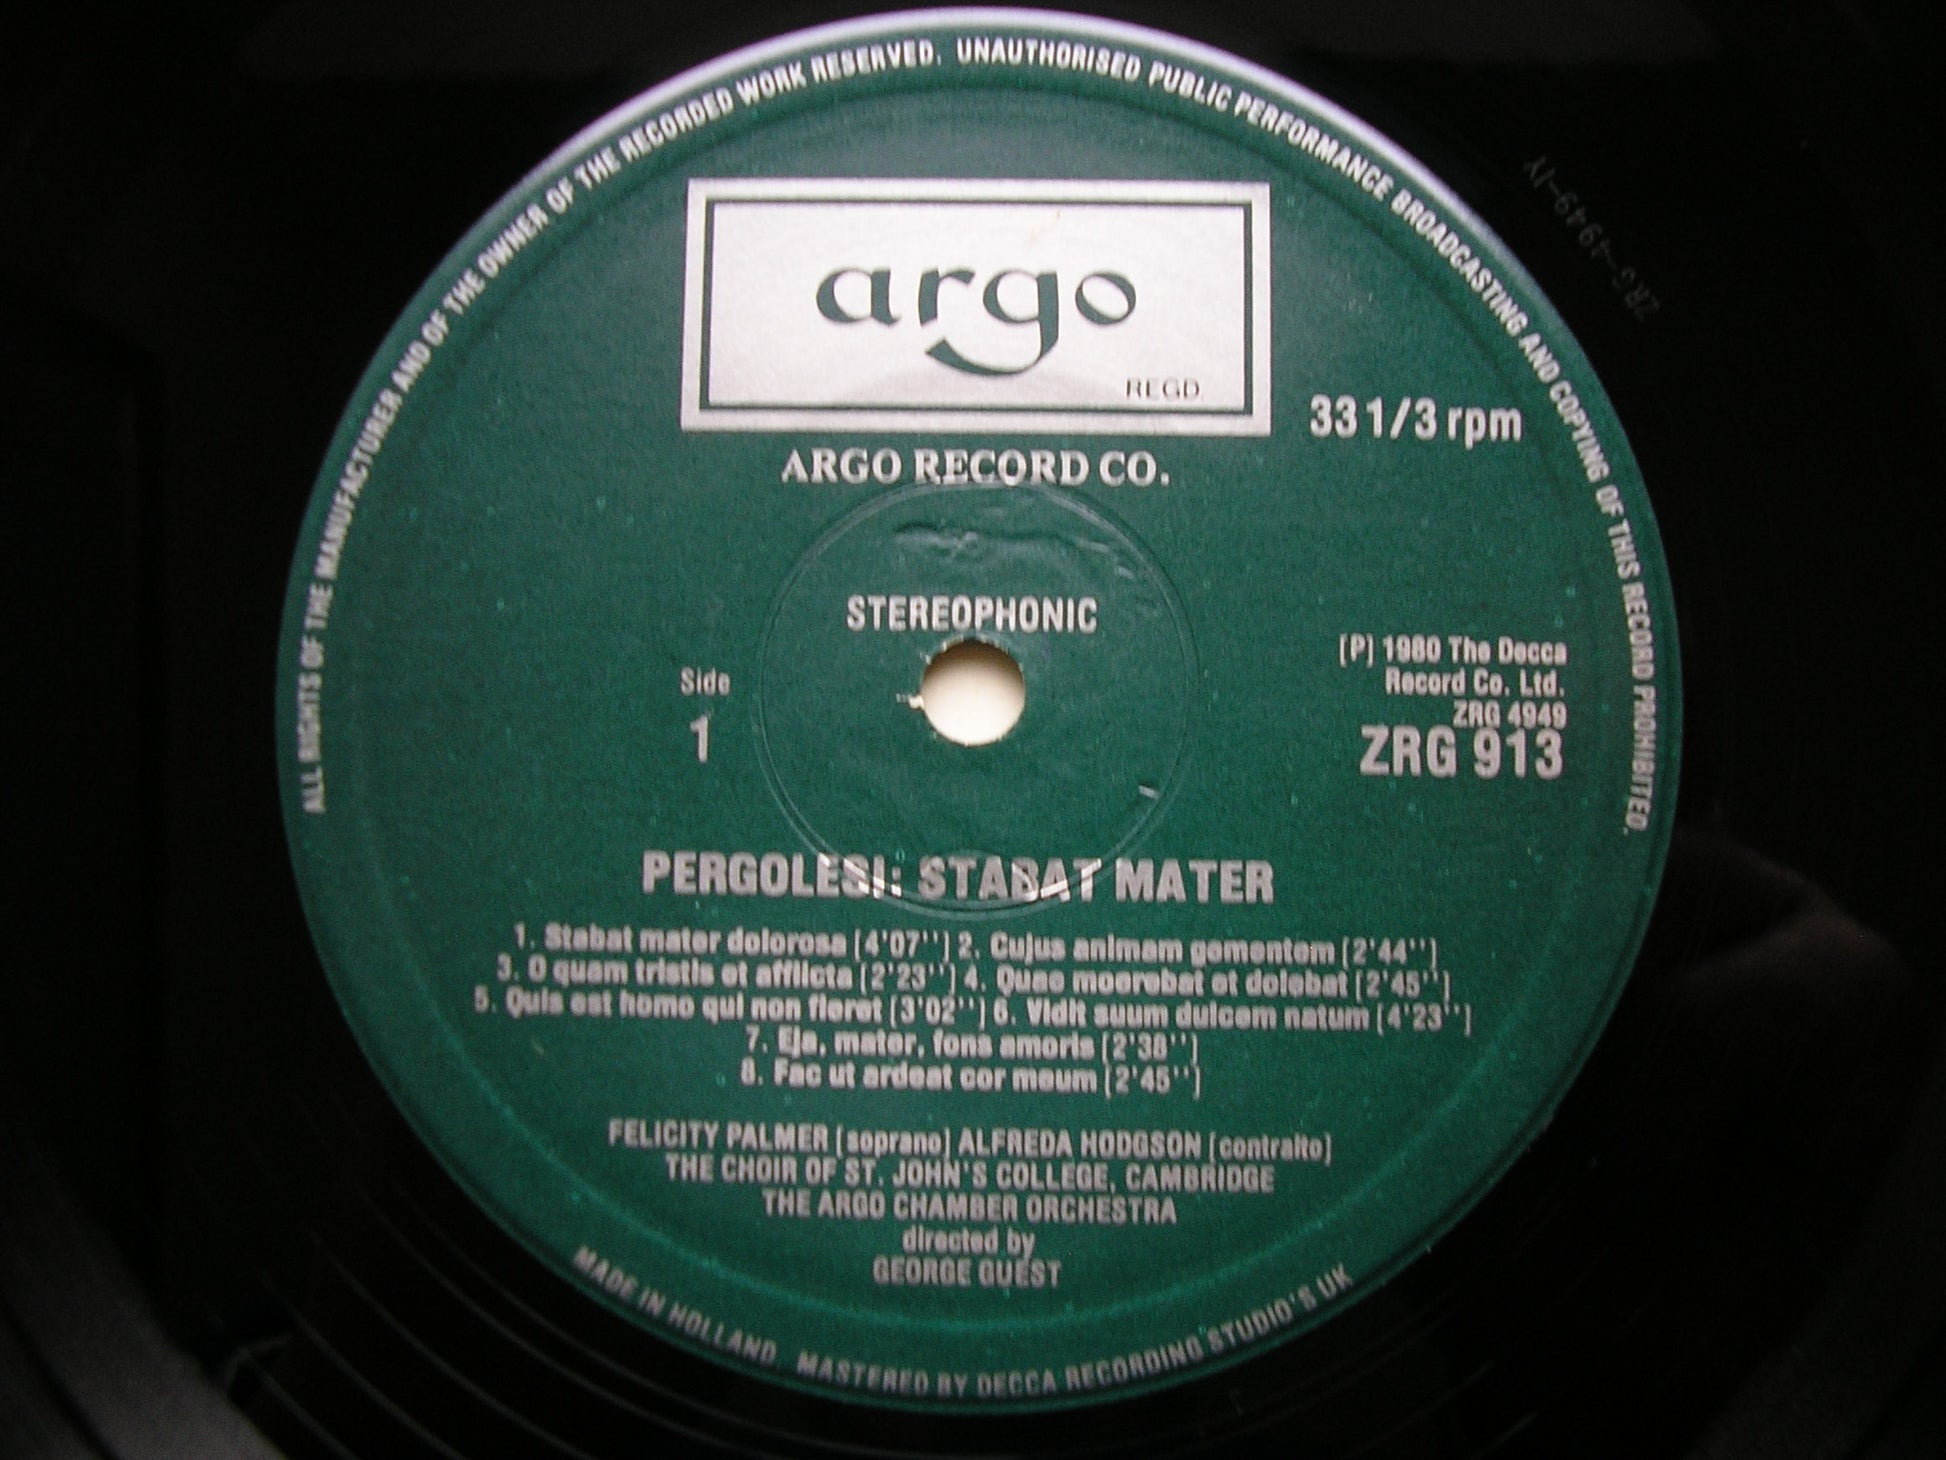 ALL RIGHTS OF THE MANUFACTURER AND OF THE OWNER OF THE RECORDED WORK RESERVED. UNAUTHORISED PUBLIC PERFORMANCE BROADCASTING AND COPYING OF THIS RECORD PROHIBITED.
argo
REGD
33 1/3 rpm
ARGO RECORD CO.
STEREOPHONIC
Side
1
[P] 1980 The Decca
Record Co. Ltd.
ZRG 4949
ZRG 913
PERGOLESI: STABAT MATER
1. Stabat mater dolorosa [4'07''] 2. Cujus animam gementem [2'44'']
3. O quam tristis et afflicta [2'23''] 4. Quae moerebat et dolebat [2'45'']
5. Quis est homo qui non fleret [3'02''] 6. Vidit suum dulcem natum [4'23'']
7. Eja, mater, fons amoris [2'38'']
8. Fac ut ardeat cor meum [2'45'']
FELICITY PALMER [soprano] ALFREDA HODGSON [contralto]
THE CHOIR OF ST. JOHN'S COLLEGE, CAMBRIDGE
THE ARGO CHAMBER ORCHESTRA
directed by
GEORGE GUEST
MADE IN HOLLAND MASTERED BY DECCA RECORDING STUDIO'S UK
ZRG-4949-1Y